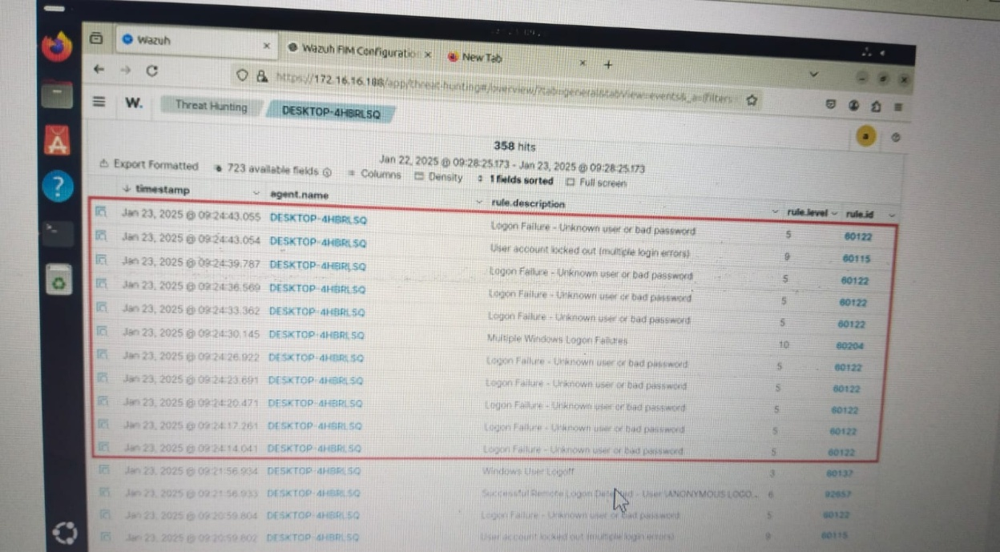 Wazuh
Wazuh FIM Configuratio
New Tab
https://172.16.16.188/app/threat-hunting#/overview/?tab=general&tabView=events&_a=(filters
W. Threat Hunting DESKTOP-4HBRLSQ
a
358 hits
Jan 22, 2025 @ 09:28:25.173 - Jan 23, 2025 @ 09:28:25.173
Export Formatted 723 available fields Columns Density 1 fields sorted Full screen
timestamp agent.name rule.description rule.level rule.id
Jan 23, 2025 @ 09:24:43.055 DESKTOP-4HBRLSQ Logon Failure - Unknown user or bad password 5 60122
Jan 23, 2025 @ 09:24:43.054 DESKTOP-4HBRLSQ User account locked out (multiple login errors) 9 60115
Jan 23, 2025 @ 09:24:39.787 DESKTOP-4HBRLSQ Logon Failure - Unknown user or bad password 5 60122
Jan 23, 2025 @ 09:24:36.569 DESKTOP-4HBRLSQ Logon Failure - Unknown user or bad password 5 60122
Jan 23, 2025 @ 09:24:33.362 DESKTOP-4HBRLSQ Logon Failure - Unknown user or bad password 5 60122
Jan 23, 2025 @ 09:24:30.145 DESKTOP-4HBRLSQ Multiple Windows Logon Failures 10 60204
Jan 23, 2025 @ 09:24:26.922 DESKTOP-4HBRLSQ Logon Failure - Unknown user or bad password 5 60122
Jan 23, 2025 @ 09:24:23.691 DESKTOP-4HBRLSQ Logon Failure - Unknown user or bad password 5 60122
Jan 23, 2025 @ 09:24:20.471 DESKTOP-4HBRLSQ Logon Failure - Unknown user or bad password 5 60122
Jan 23, 2025 @ 09:24:17.261 DESKTOP-4HBRLSQ Logon Failure - Unknown user or bad password 5 60122
Jan 23, 2025 @ 09:24:14.041 DESKTOP-4HBRLSQ Logon Failure - Unknown user or bad password 5 60122
Jan 23, 2025 @ 09:21:56.934 DESKTOP-4HBRLSQ Windows User Logoff 3 60137
Jan 23, 2025 @ 09:21:56.933 DESKTOP-4HBRLSQ Successful Remote Logon Detected - User:\ANONYMOUS LOGO... 6 92657
Jan 23, 2025 @ 09:20:59.804 DESKTOP-4HBRLSQ Logon Failure - Unknown user or bad password 5 60122
Jan 23, 2025 @ 09:20:59.802 DESKTOP-4HBRLSQ User account locked out (multiple login errors) 9 60115